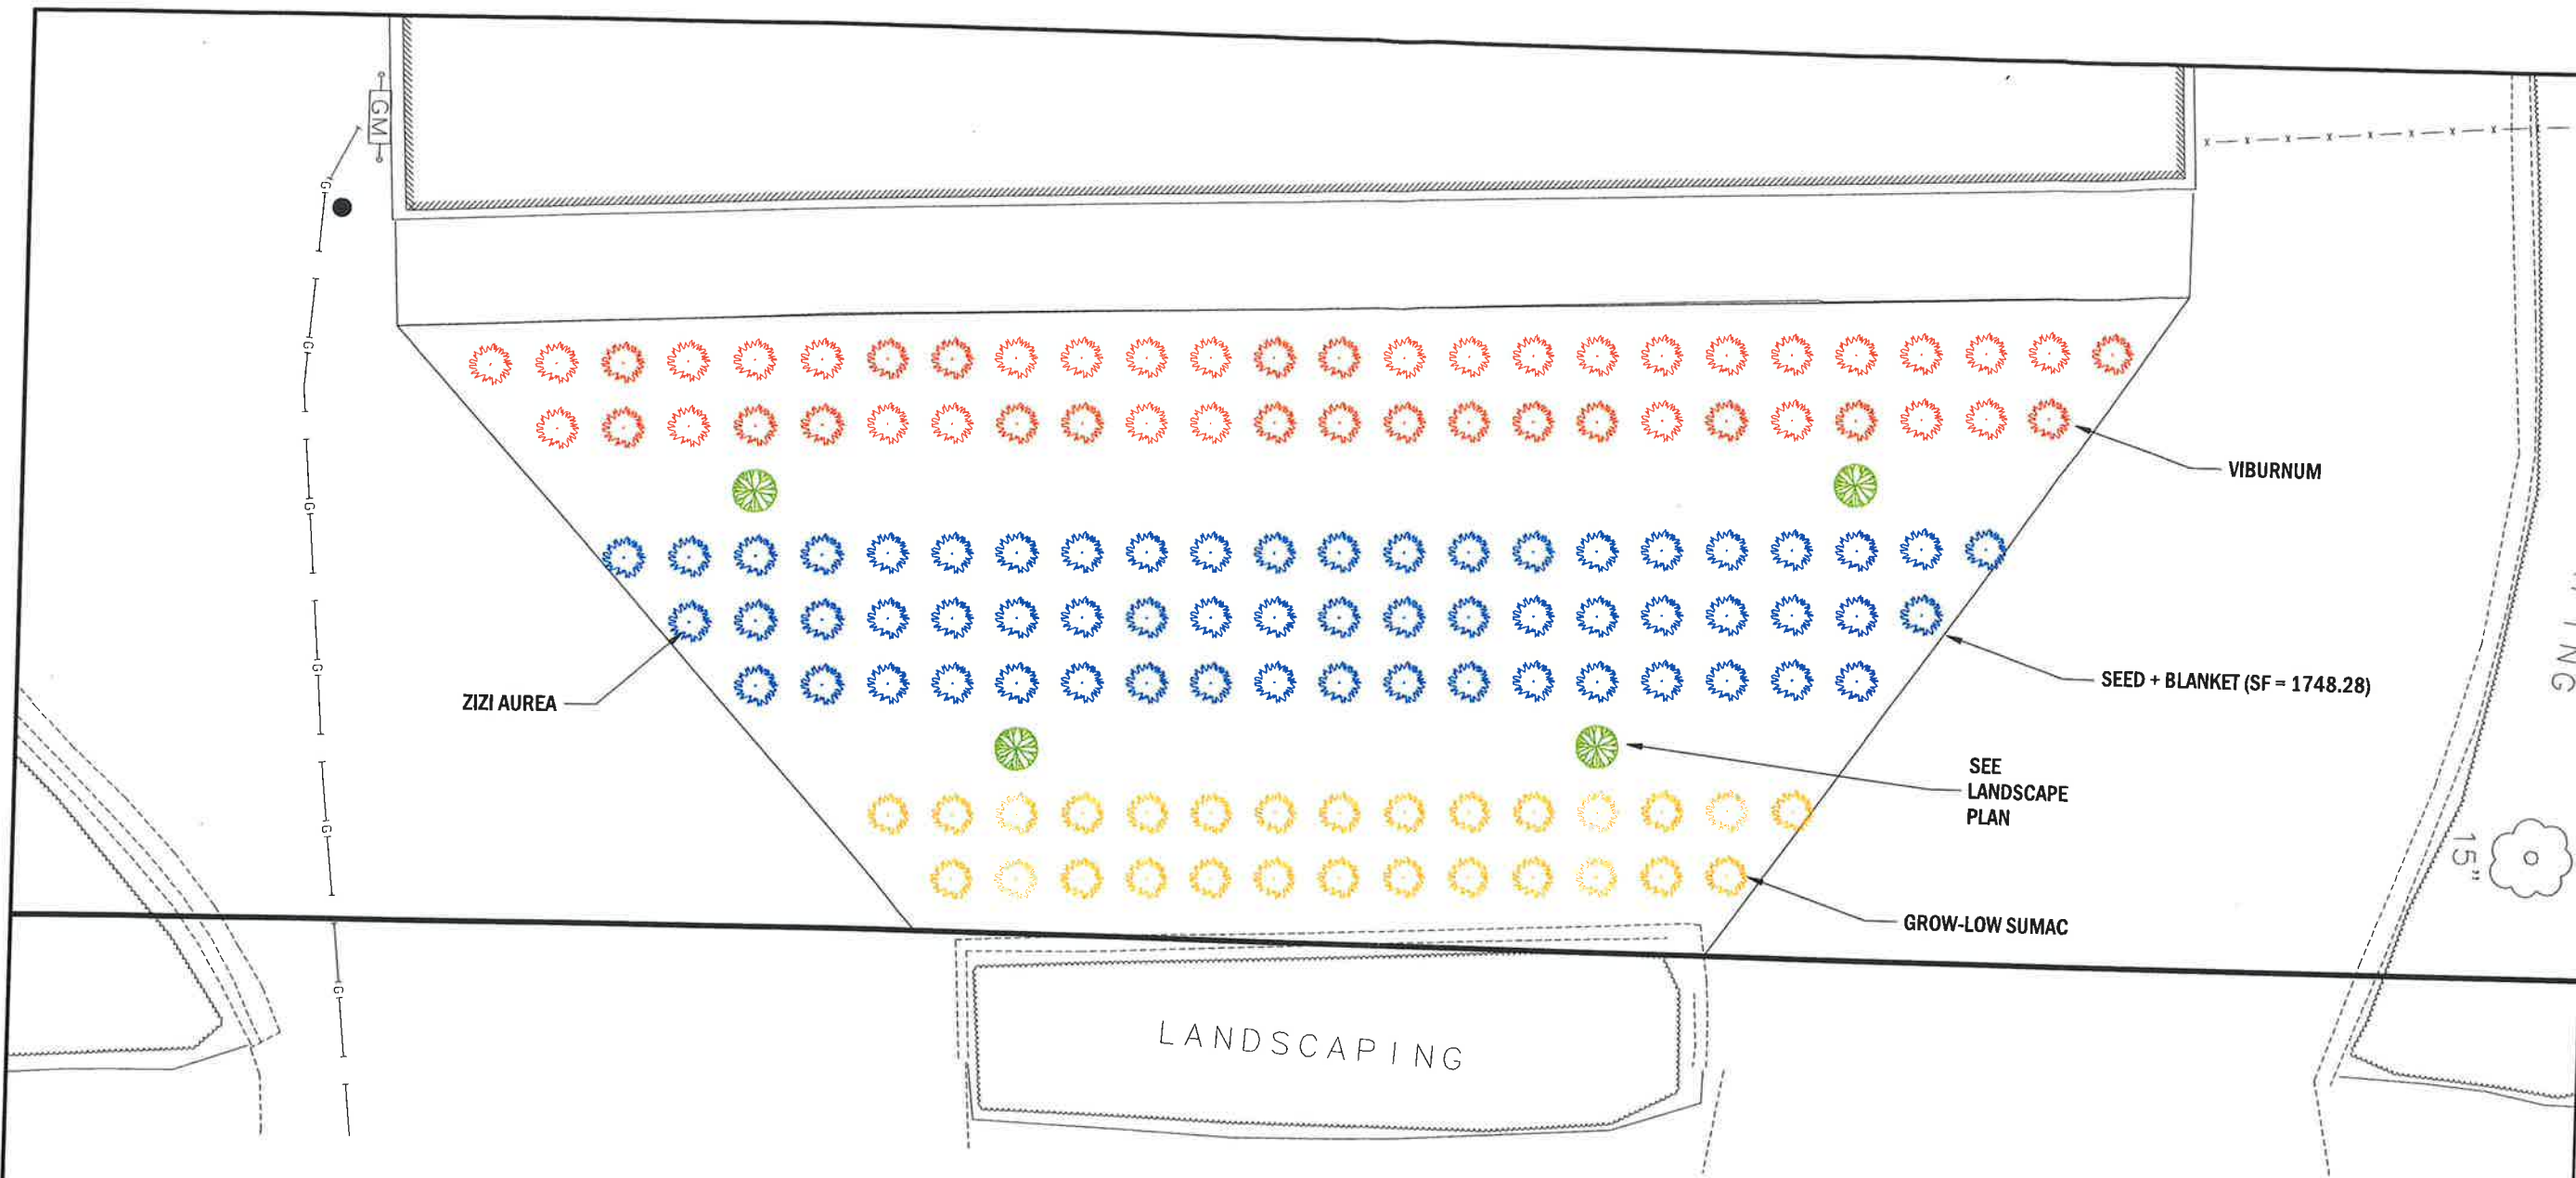 GM
G
G
G
VIBURNUM
G
SEED + BLANKET (SF = 1748.28)
ZIZI AUREA
SEE
LANDSCAPE
PLAN
G
15"
GROW-LOW SUMAC
G
LANDSCAPING